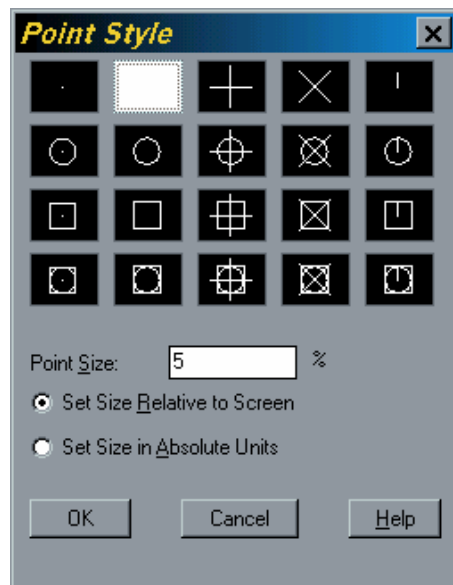 Point Style
Point Size: 5 %
Set Size Relative to Screen
Set Size in Absolute Units
OK Cancel Help